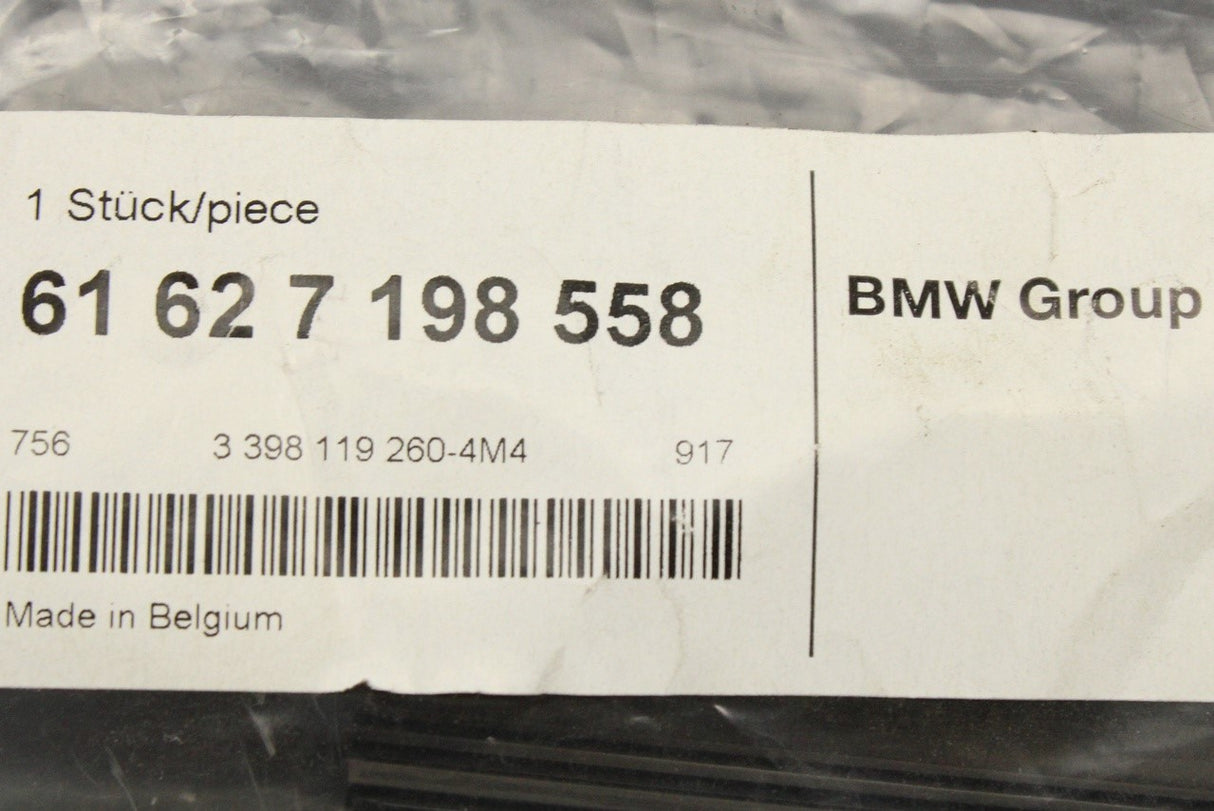 1 Stück/piece
61 62 7 198 558
BMW Group
756 3 398 119 260-4M4 917
Made in Belgium